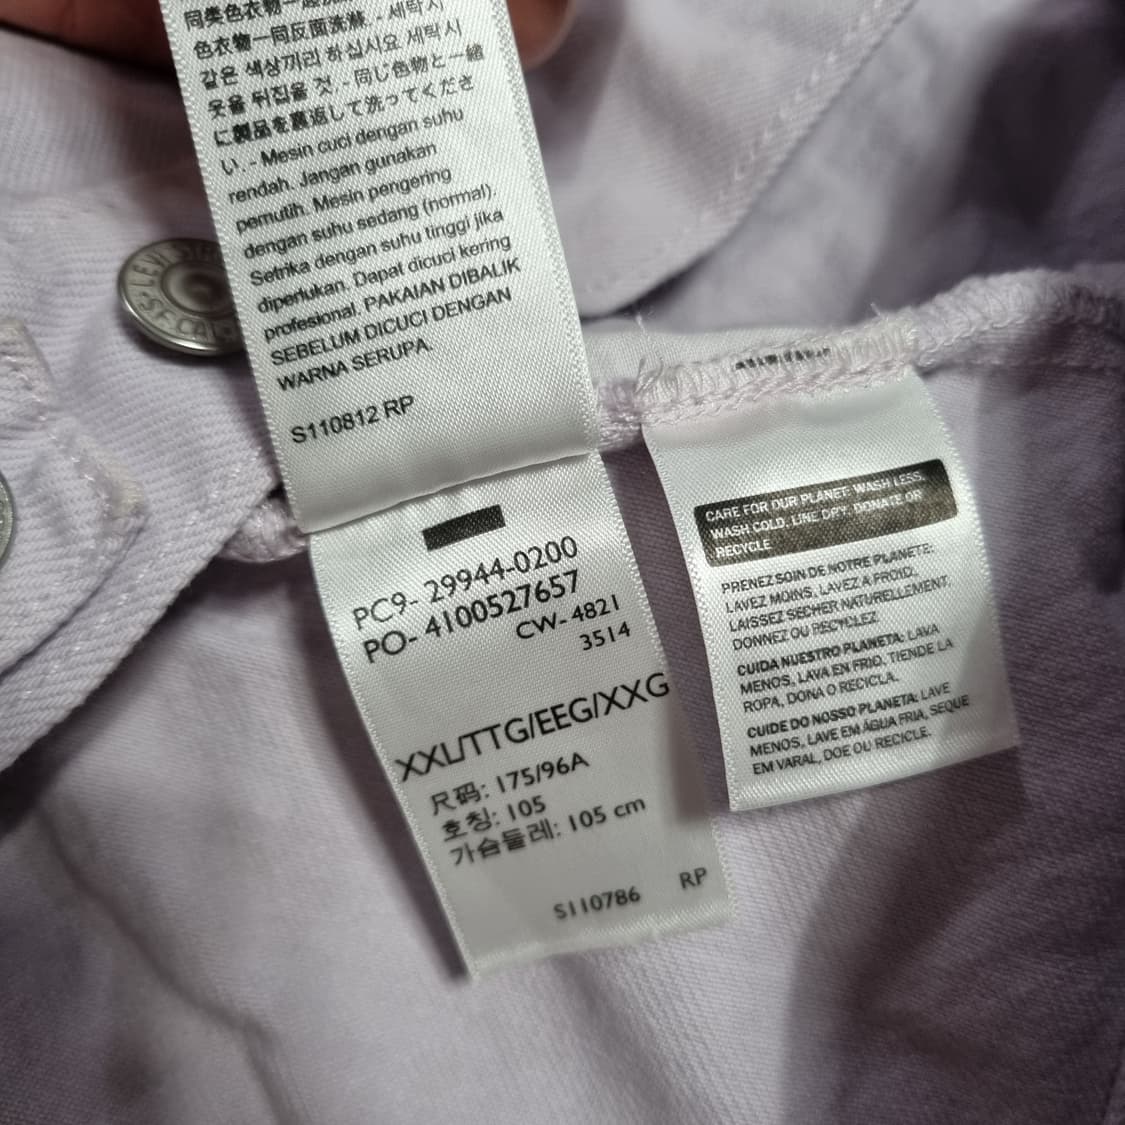 同类色衣物一起洗
色衣物一同反面洗滌. - 세탁시
같은 색상끼리 하십시요 세탁시
옷을 뒤집을 것. - 同じ色物と一緒
に製品を裏返して洗ってくださ
い. - Mesin cuci dengan suhu
rendah. Jangan gunakan
pemutih. Mesin pengering
dengan suhu sedang (normal).
Setrika dengan suhu tinggi jika
diperlukan. Dapat dicuci kering
profesional. PAKAIAN DIBALIK
SEBELUM DICUCI DENGAN
WARNA SERUPA.
S110812 RP
LEVI STR
S.F. CAL
PC9- 29944-0200
PO- 4100527657
CW- 4821
3514
XXL/TTG/EEG/XXG
尺码: 175/96A
호칭: 105
가슴둘레: 105 cm
S110786 RP
CARE FOR OUR PLANET: WASH LESS,
WASH COLD, LINE DRY, DONATE OR
RECYCLE
PRENEZ SOIN DE NOTRE PLANETE:
LAVEZ MOINS, LAVEZ A FROID,
LAISSEZ SECHER NATURELLEMENT,
DONNEZ OU RECYCLEZ
CUIDA NUESTRO PLANETA: LAVA
MENOS, LAVA EN FRIO, TIENDE LA
ROPA, DONA O RECICLA.
CUIDE DO NOSSO PLANETA: LAVE
MENOS, LAVE EM ÁGUA FRIA, SEQUE
EM VARAL, DOE OU RECICLE.